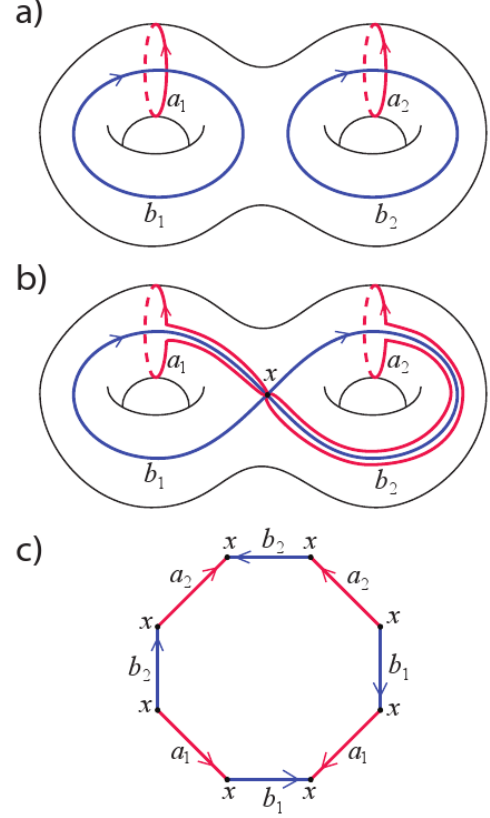 a)
a₁ a₂
b₁ b₂
b)
x
a₁ a₂
b₁ b₂
c)
x b₂ x
a₂ a₂
x x
b₂ b₁
x x
a₁ a₁
x b₁ x